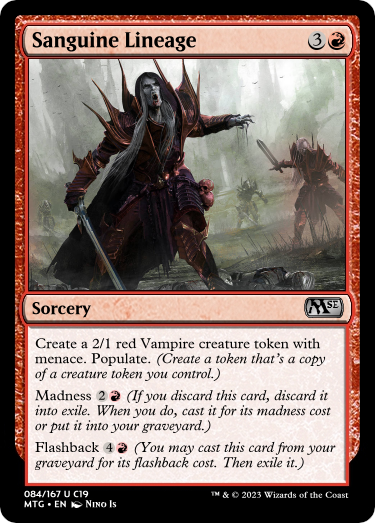 Sanguine Lineage 3
Sorcery M SE
Create a 2/1 red Vampire creature token with
menace. Populate. (Create a token that's a copy
of a creature token you control.)
Madness 2 (If you discard this card, discard it
into exile. When you do, cast it for its madness cost
or put it into your graveyard.)
Flashback 4 (You may cast this card from your
graveyard for its flashback cost. Then exile it.)
084/167 U C19
MTG • EN Nino Is
™ & © 2023 Wizards of the Coast